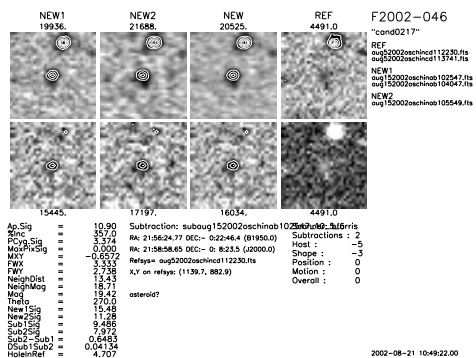 NEW1 NEW2 NEW REF F2002-046
19936. 21688. 20525. 4491.0
"cand0217"
REF
aug52002oschincd112230.fts
aug52002oschincd113741.fts
NEW1
aug152002oschinab102547.fts
aug152002oschinab104047.fts
NEW2
aug152002oschinab105549.fts
15445. 17197. 16034. 4491.0
Ap.Sig = 10.90
%Inc = 357.0
PCyg.Sig = 3.374
MaxPixSig = 0.000
MXY = -0.6572
FWX = 3.333
FWY = 2.738
NeighDist = 13.43
NeighMag = 18.71
Mag = 19.42
Theta = 270.0
New1Sig = 15.48
New2Sig = 11.28
Sub1Sig = 9.486
Sub2Sig = 7.972
Sub2-Sub1 = 0.6483
DSub1Sub2 = 0.04134
HoleInRef = 4.707
Subtraction: subaug152002oschinab102547
RA: 21:56:24.77 DEC:- 0:22:46.4 (B1950.0)
RA: 21:58:58.65 DEC:- 0: 8:23.5 (J2000.0)
Refsys= aug52002oschincd112230.fts
X,Y on refsys: (1139.7, 882.9)
asteroid?
Subtractions : 2
Host : -5
Shape : -3
Position : 0
Motion : 0
Overall : 0
2002-08-21 10:49:22.00